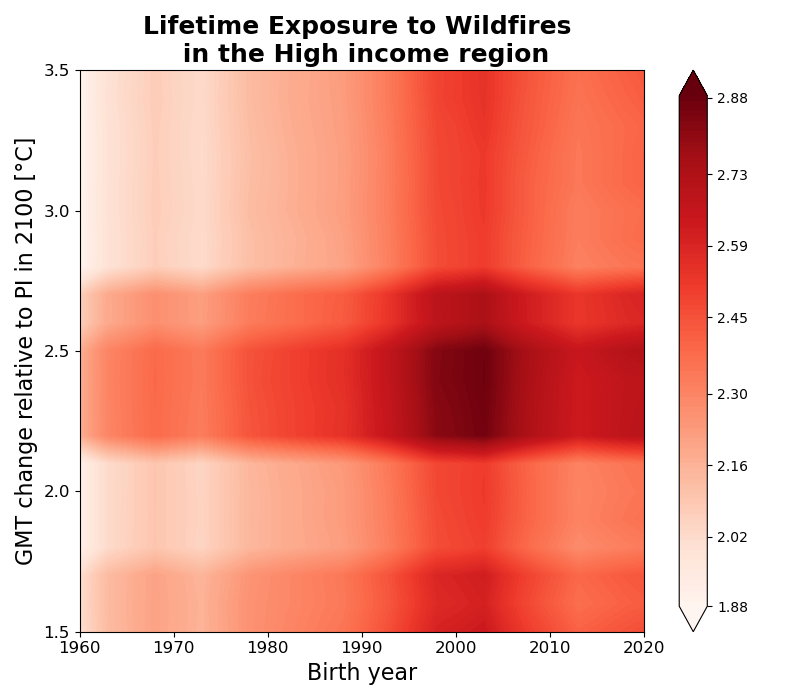 Lifetime Exposure to Wildfires
in the High income region
GMT change relative to PI in 2100 [°C]
3.5
3.0
2.5
2.0
1.5
1960 1970 1980 1990 2000 2010 2020
Birth year
2.88
2.73
2.59
2.45
2.30
2.16
2.02
1.88